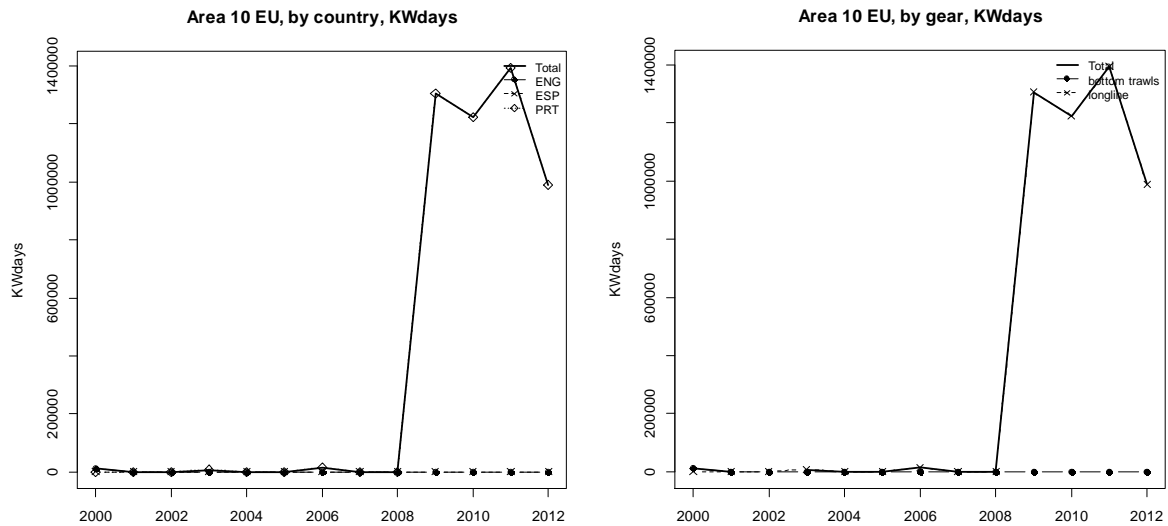 Area 10 EU, by country, KWdays
KWdays
1400000
1000000
600000
200000
0
Total
ENG
ESP
PRT
2000 2002 2004 2006 2008 2010 2012
Area 10 EU, by gear, KWdays
KWdays
1400000
1000000
600000
200000
0
Total
bottom trawls
longline
2000 2002 2004 2006 2008 2010 2012